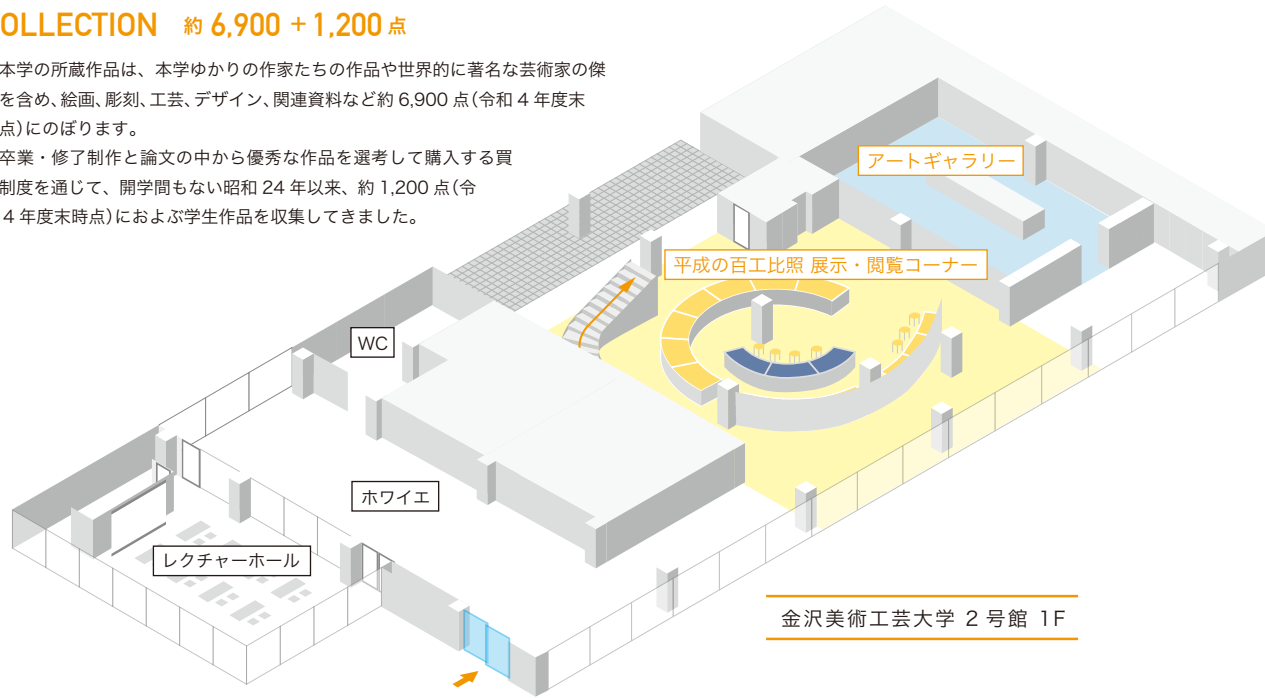 OLLECTION 約 6,900 + 1,200 点
本学の所蔵作品は、本学ゆかりの作家たちの作品や世界的に著名な芸術家の傑
を含め、絵画、彫刻、工芸、デザイン、関連資料など約 6,900 点(令和 4 年度末
点)にのぼります。
卒業・修了制作と論文の中から優秀な作品を選考して購入する買
制度を通じて、開学間もない昭和 24 年以来、約 1,200 点(令
4 年度末時点)におよぶ学生作品を収集してきました。
アートギャラリー
平成の百工比照 展示・閲覧コーナー
WC
ホワイエ
レクチャーホール
金沢美術工芸大学 2 号館 1F